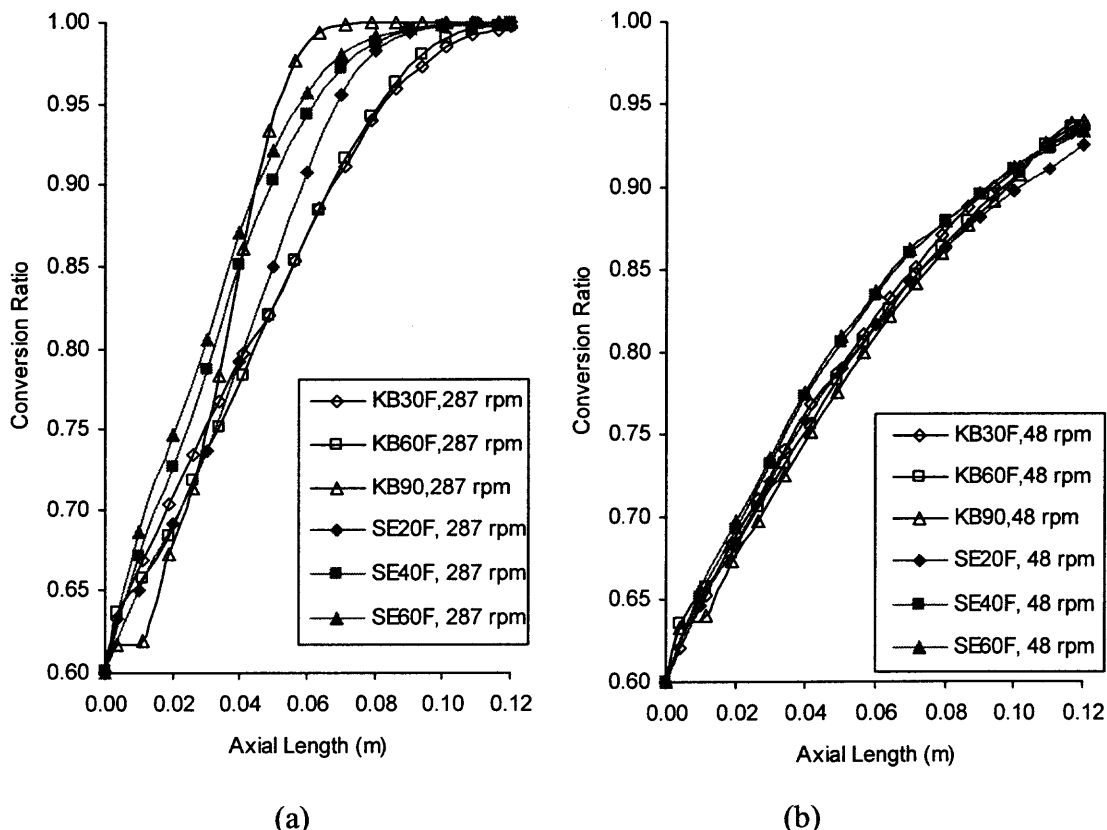 1.00
0.95
0.90
0.85
0.80
0.75
0.70
0.65
0.60
Conversion Ratio
KB30F,287 rpm
KB60F,287 rpm
KB90,287 rpm
SE20F, 287 rpm
SE40F, 287 rpm
SE60F, 287 rpm
0.00 0.02 0.04 0.06 0.08 0.10 0.12
Axial Length (m)
(a)
1.00
0.95
0.90
0.85
0.80
0.75
0.70
0.65
0.60
Conversion Ratio
KB30F,48 rpm
KB60F,48 rpm
KB90,48 rpm
SE20F, 48 rpm
SE40F, 48 rpm
SE60F, 48 rpm
0.00 0.02 0.04 0.06 0.08 0.10 0.12
Axial Length (m)
(b)